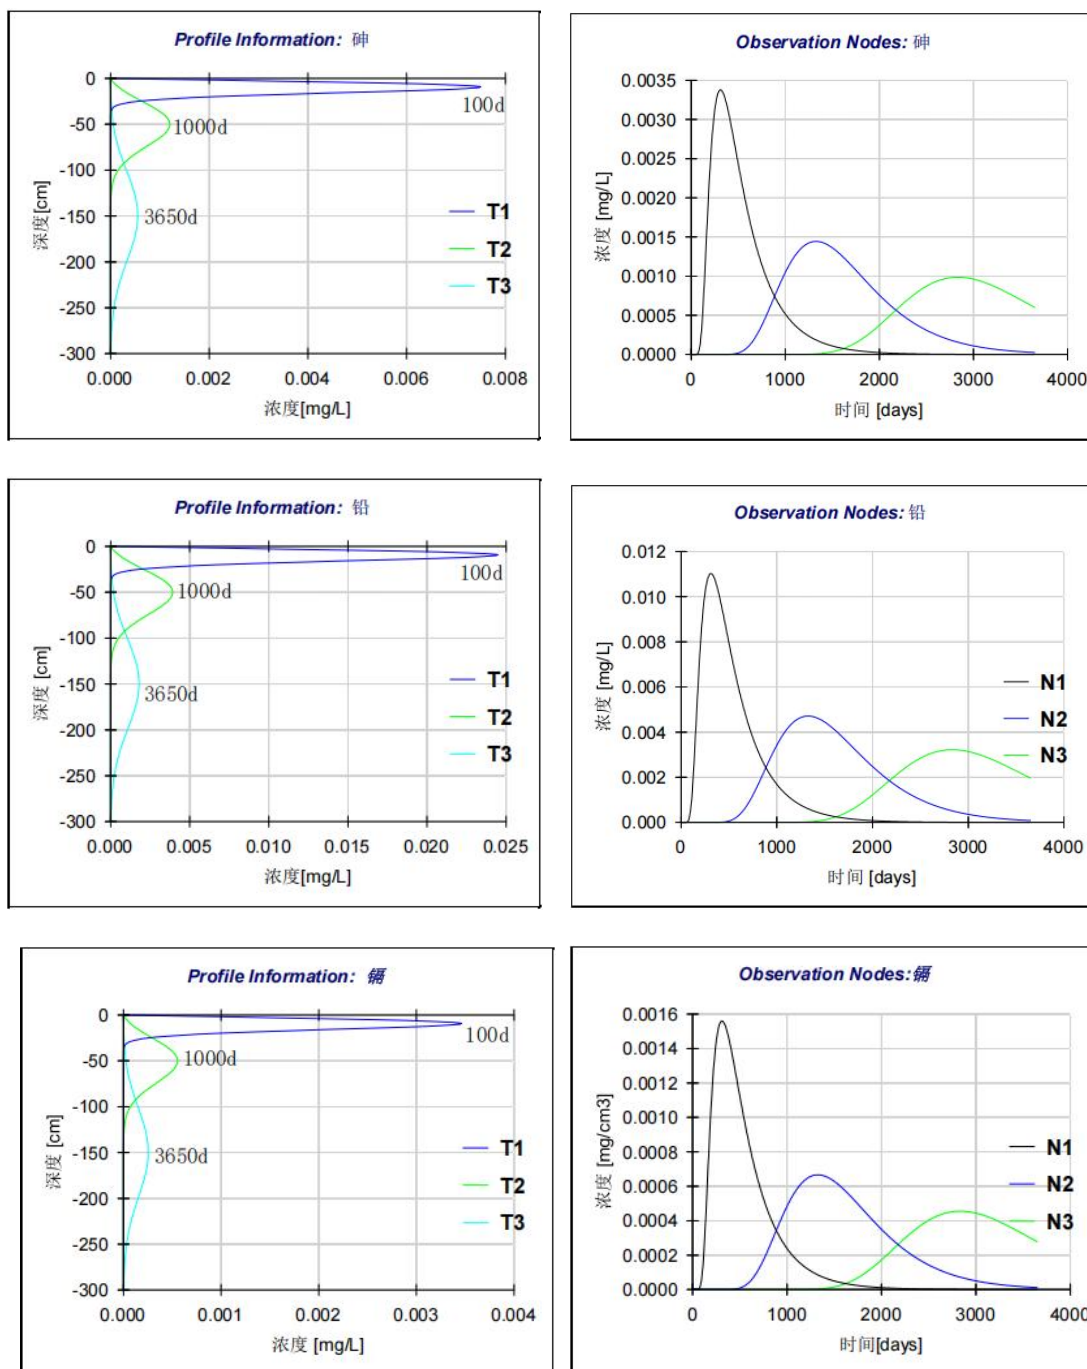 Profile Information: 砷
0
-50
-100
-150
-200
-250
-300
深度[cm]
100d
1000d
3650d
T1
T2
T3
0.000
0.002
0.004
0.006
0.008
浓度[mg/L]
Observation Nodes: 砷
0.0035
0.0030
0.0025
0.0020
0.0015
0.0010
0.0005
0.0000
浓度 [mg/L]
0
1000
2000
3000
4000
时间 [days]
Profile Information: 铅
0
-50
-100
-150
-200
-250
-300
深度 [cm]
100d
1000d
3650d
T1
T2
T3
0.000
0.005
0.010
0.015
0.020
0.025
浓度[mg/L]
Observation Nodes: 铅
0.012
0.010
0.008
0.006
0.004
0.002
0.000
浓度 [mg/L]
N1
N2
N3
0
1000
2000
3000
4000
时间 [days]
Profile Information: 镉
0
-50
-100
-150
-200
-250
-300
深度 [cm]
100d
1000d
3650d
T1
T2
T3
0.000
0.001
0.002
0.003
0.004
浓度 [mg/L]
Observation Nodes:镉
0.0016
0.0014
0.0012
0.0010
0.0008
0.0006
0.0004
0.0002
0.0000
浓度 [mg/cm3]
N1
N2
N3
0
1000
2000
3000
4000
时间[days]